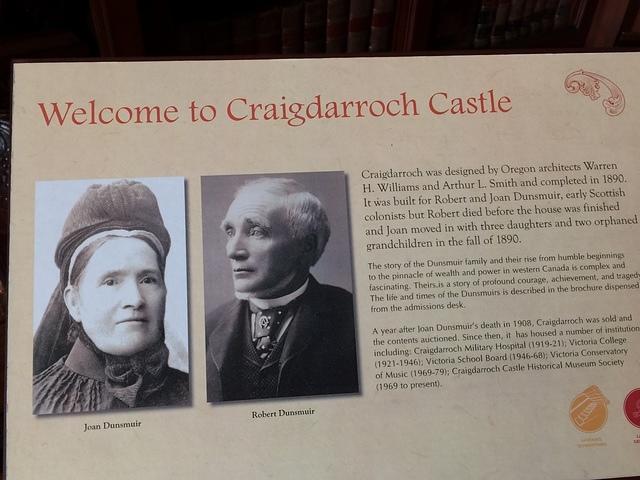 Welcome to Craigdarroch Castle
Craigdarroch was designed by Oregon architects Warren
H. Williams and Arthur L. Smith and completed in 1890.
It was built for Robert and Joan Dunsmuir, early Scottish
colonists but Robert died before the house was finished
and Joan moved in with three daughters and two orphaned
grandchildren in the fall of 1890.
The story of the Dunsmuir family and their rise from humble beginnings
to the pinnacle of wealth and power in western Canada is complex and
fascinating. Theirs is a story of profound courage, achievement, and traged
The life and times of the Dunsmuirs is described in the brochure dispensed
from the admissions desk.
A year after Joan Dunsmuir's death in 1908, Craigdarroch was sold and
the contents auctioned. Since then, it has housed a number of institution
including: Craigdarroch Military Hospital (1919-21); Victoria College
(1921-1946); Victoria School Board (1946-68); Victoria Conservatory
of Music (1969-79); Craigdarroch Castle Historical Museum Society
(1969 to present).
Joan Dunsmuir
Robert Dunsmuir